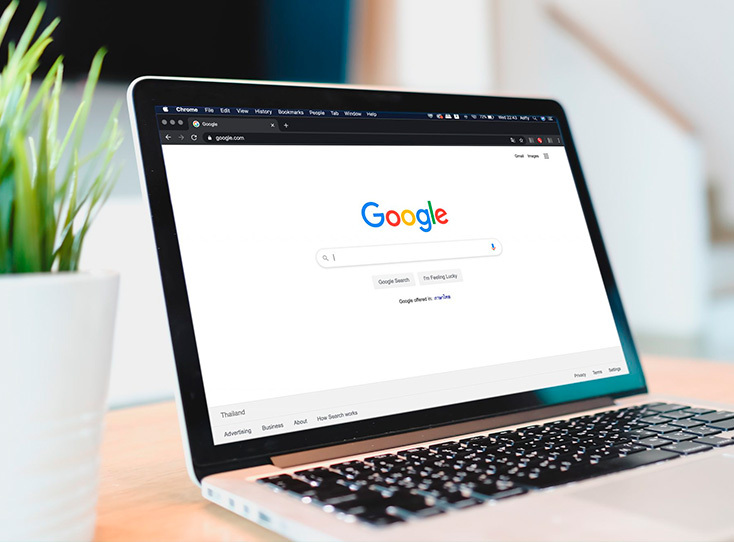 Chrome File Edit View History Bookmarks People Tab Window Help 73% Wed 22:43
Google
google.com
Gmail Images
Google
Google Search I'm Feeling Lucky
Google offered in: ภาษาไทย
Thailand
Advertising Business About How Search works Privacy Terms Settings